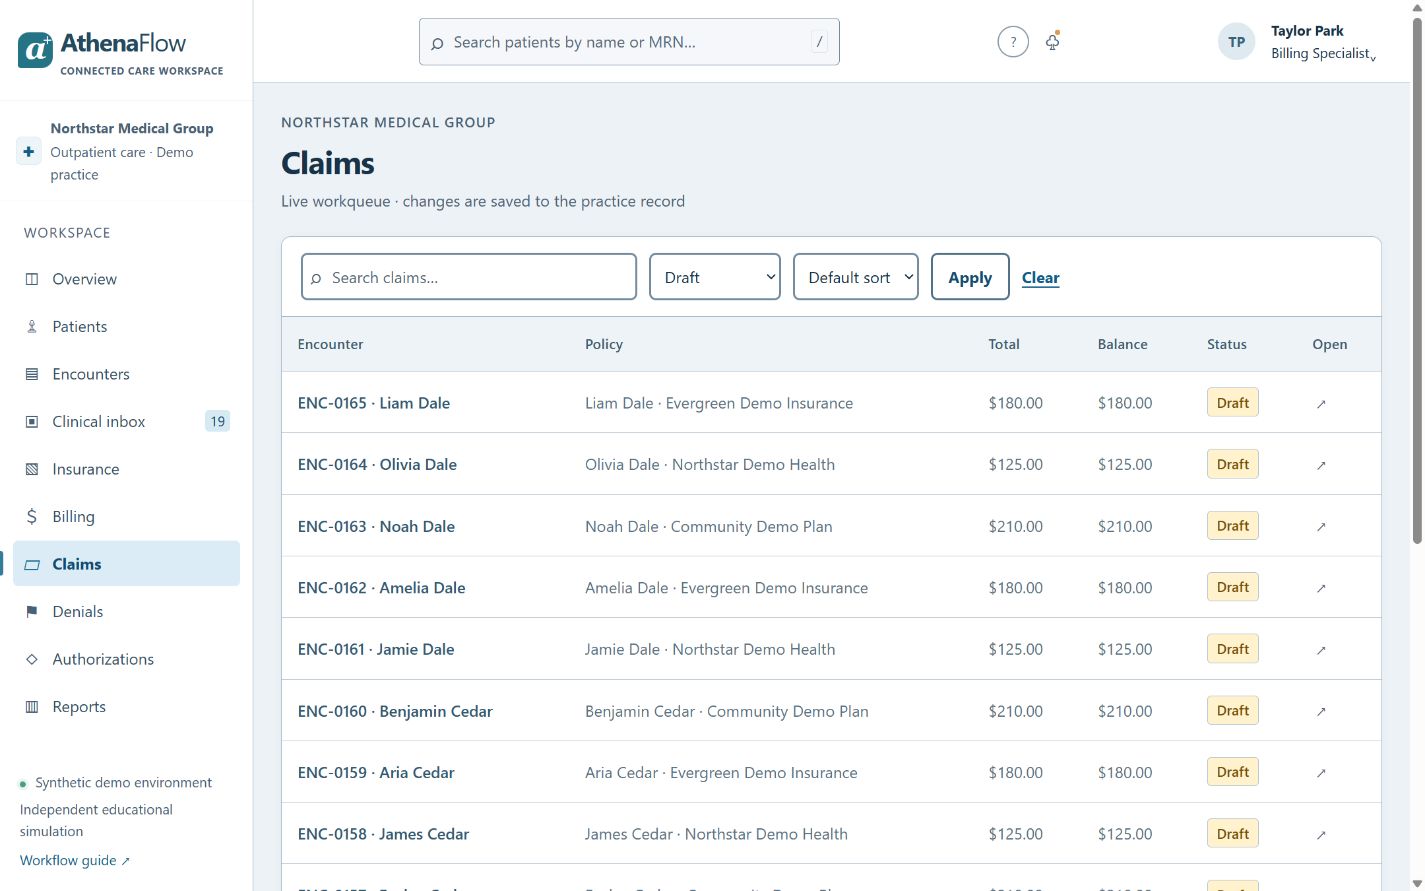 AthenaFlow
CONNECTED CARE WORKSPACE
Northstar Medical Group
Outpatient care · Demo
practice
WORKSPACE
Overview
Patients
Encounters
Clinical inbox 19
Insurance
Billing
Claims
Denials
Authorizations
Reports
Synthetic demo environment
Independent educational
simulation
Workflow guide ↗
Search patients by name or MRN... /
?
TP
Taylor Park
Billing Specialist
NORTHSTAR MEDICAL GROUP
Claims
Live workqueue · changes are saved to the practice record
Search claims... Draft Default sort Apply Clear
Encounter Policy Total Balance Status Open
ENC-0165 · Liam Dale Liam Dale · Evergreen Demo Insurance $180.00 $180.00 Draft ↗
ENC-0164 · Olivia Dale Olivia Dale · Northstar Demo Health $125.00 $125.00 Draft ↗
ENC-0163 · Noah Dale Noah Dale · Community Demo Plan $210.00 $210.00 Draft ↗
ENC-0162 · Amelia Dale Amelia Dale · Evergreen Demo Insurance $180.00 $180.00 Draft ↗
ENC-0161 · Jamie Dale Jamie Dale · Northstar Demo Health $125.00 $125.00 Draft ↗
ENC-0160 · Benjamin Cedar Benjamin Cedar · Community Demo Plan $210.00 $210.00 Draft ↗
ENC-0159 · Aria Cedar Aria Cedar · Evergreen Demo Insurance $180.00 $180.00 Draft ↗
ENC-0158 · James Cedar James Cedar · Northstar Demo Health $125.00 $125.00 Draft ↗